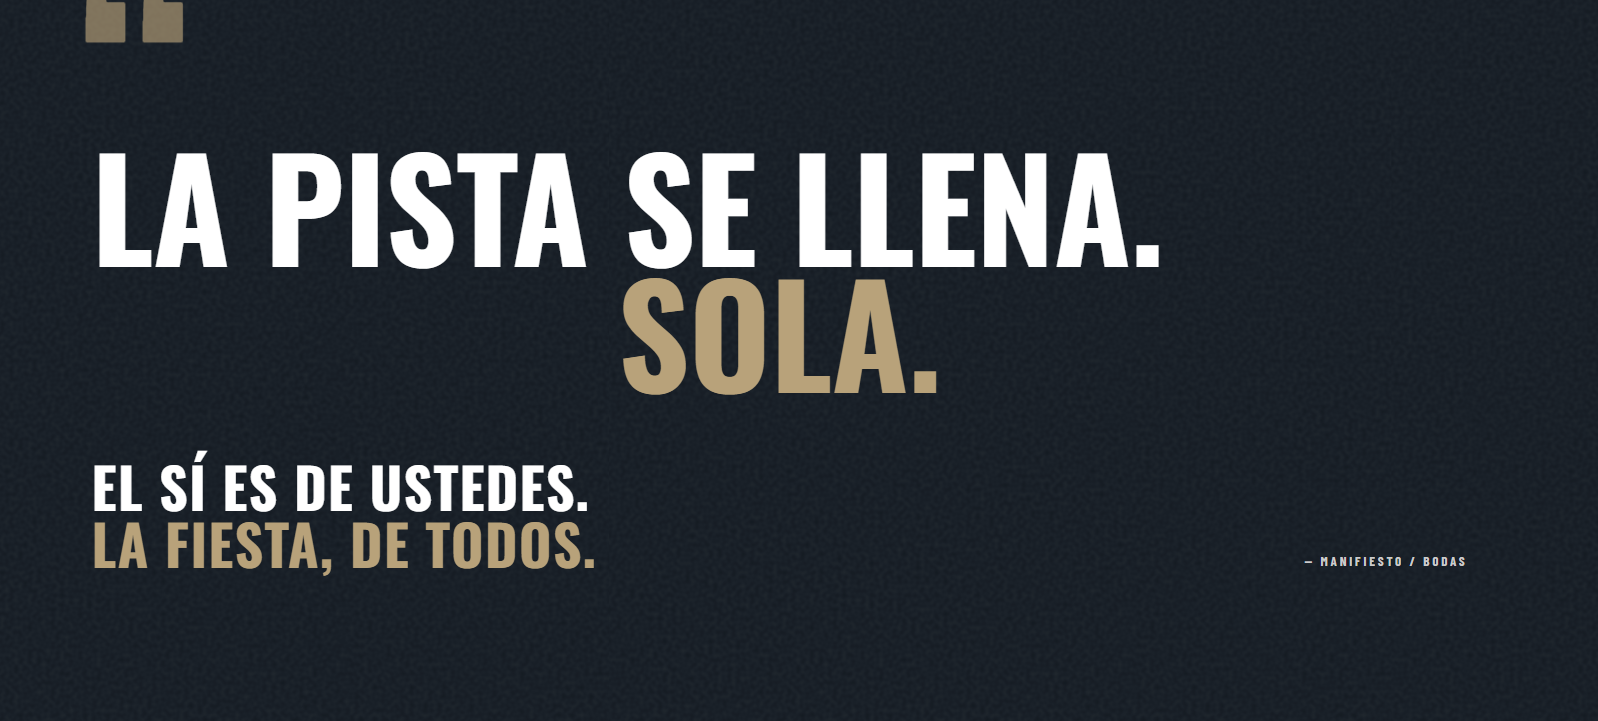 “
LA PISTA SE LLENA.
SOLA.
EL SÍ ES DE USTEDES.
LA FIESTA, DE TODOS.
— MANIFIESTO / BODAS